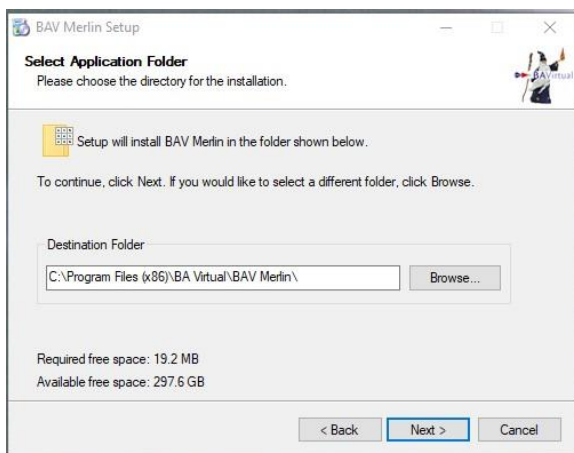 BAV Merlin Setup
Select Application Folder
Please choose the directory for the installation.
BAVirtual
Setup will install BAV Merlin in the folder shown below.
To continue, click Next. If you would like to select a different folder, click Browse.
Destination Folder
C:\Program Files (x86)\BA Virtual\BAV Merlin\
Browse...
Required free space: 19.2 MB
Available free space: 297.6 GB
< Back
Next >
Cancel